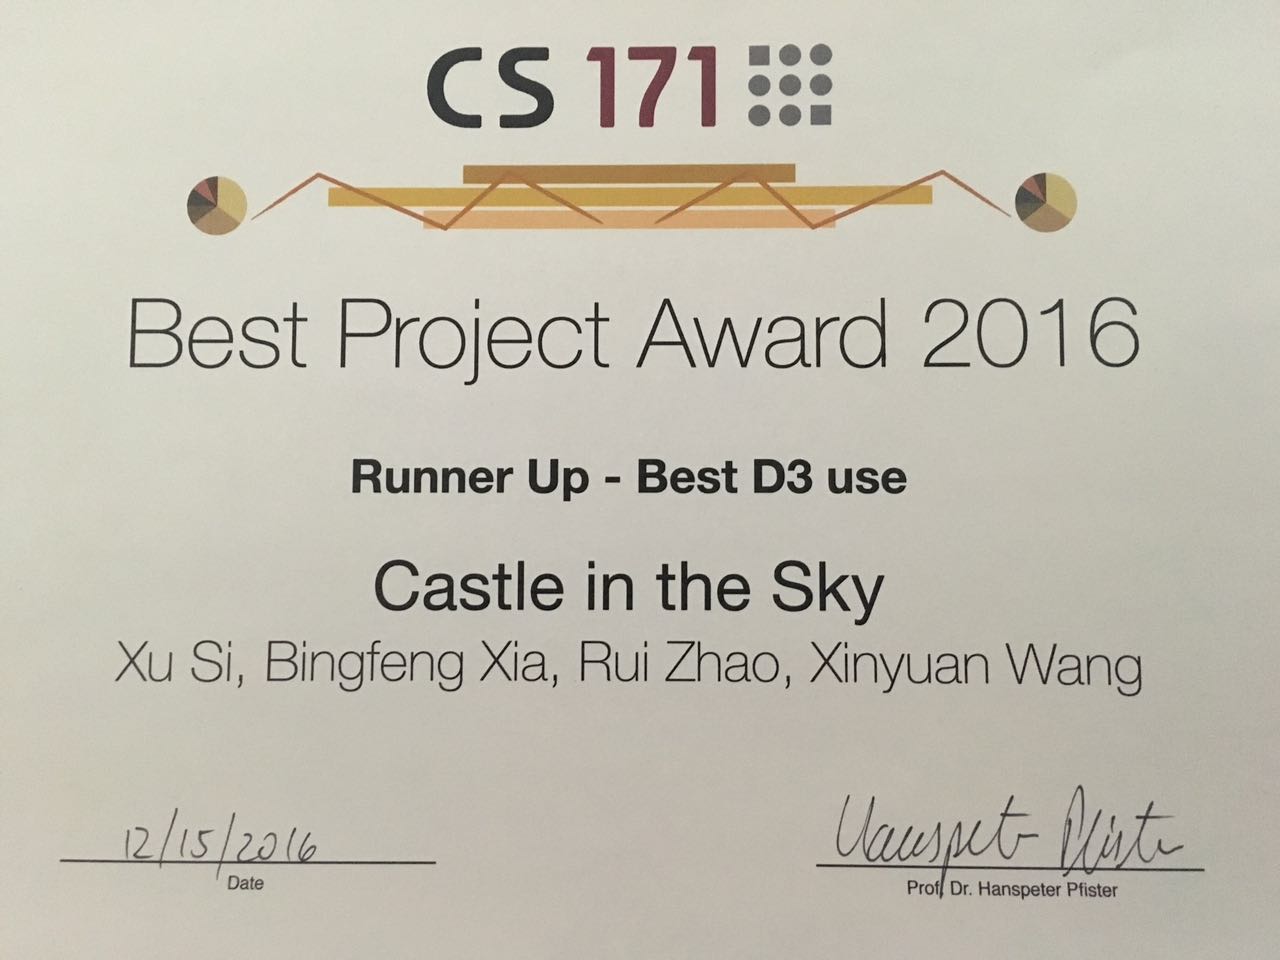 CS 171
Best Project Award 2016
Runner Up - Best D3 use
Castle in the Sky
Xu Si, Bingfeng Xia, Rui Zhao, Xinyuan Wang
12/15/2016
Date
Hanspeter Pfister
Prof. Dr. Hanspeter Pfister